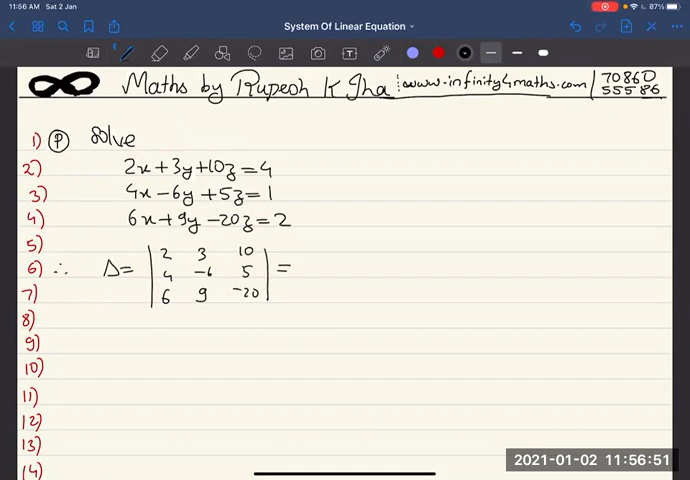 11:56 AM Sat 2 Jan 87%
System Of Linear Equation
Maths by Rupesh K Jha www.infinity4maths.com 7086D
55586
1) P Solve
2) 2x + 3y + 10z = 4
3) 4x - 6y + 5z = 1
4) 6x + 9y - 20z = 2
5) 2 3 10
6) ∴ Δ = 4 -6 5 =
7) 6 9 -20
8)
9)
10)
11)
12)
13)
14)
2021-01-02 11:56:51